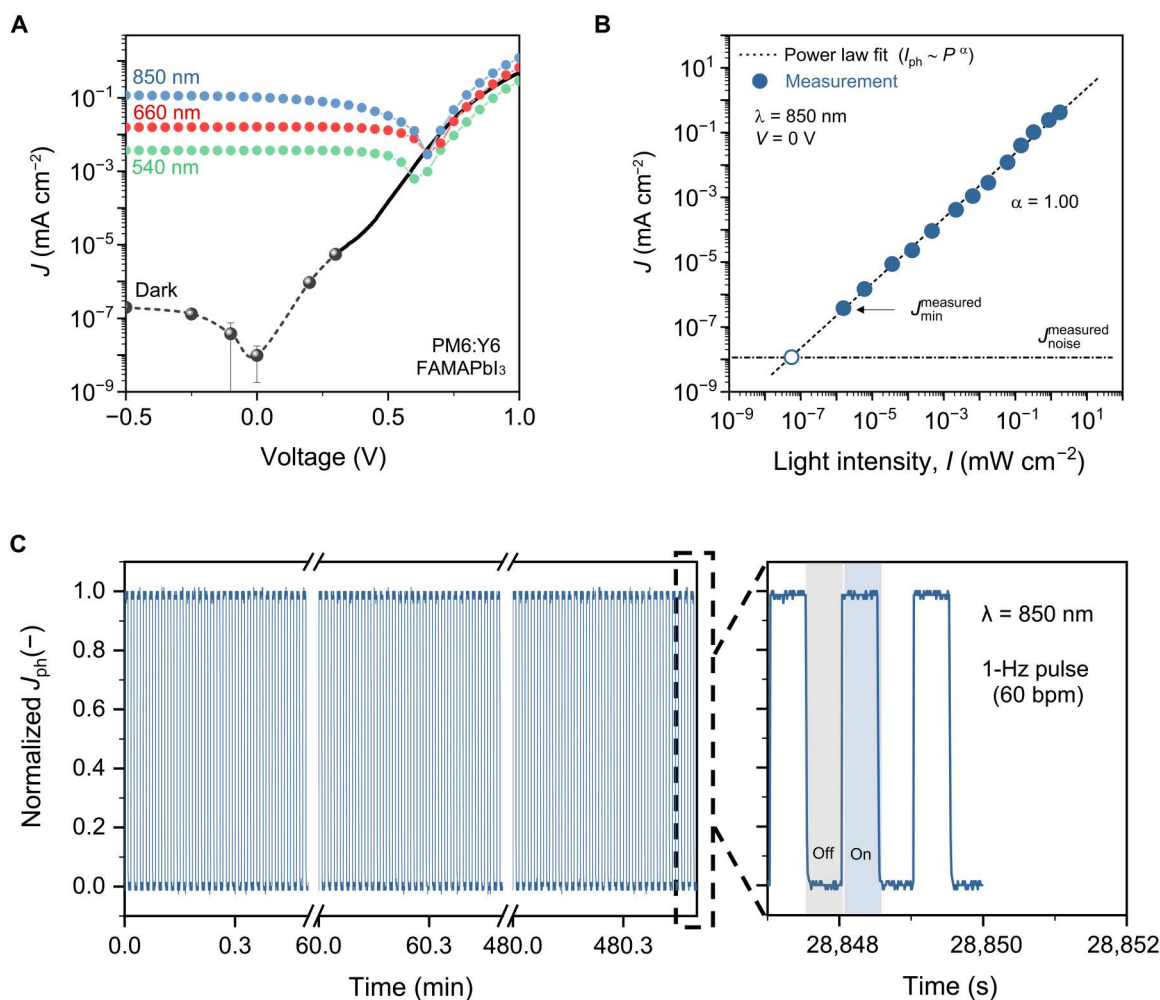 A
850 nm
660 nm
540 nm
Dark
PM6:Y6
FAMAPbI₃
J (mA cm⁻²)
10⁻¹
10⁻³
10⁻⁵
10⁻⁷
10⁻⁹
−0.5 0.0 0.5 1.0
Voltage (V)
B
Power law fit (I_ph ~ P^α)
Measurement
λ = 850 nm
V = 0 V
α = 1.00
J_min^measured
J_noise^measured
J (mA cm⁻²)
10¹
10⁻¹
10⁻³
10⁻⁵
10⁻⁷
10⁻⁹
10⁻⁹ 10⁻⁷ 10⁻⁵ 10⁻³ 10⁻¹ 10¹
Light intensity, I (mW cm⁻²)
C
Normalized J_ph(−)
1.0
0.8
0.6
0.4
0.2
0.0
0.0 0.3 60.0 60.3 480.0 480.3
Time (min)
λ = 850 nm
1-Hz pulse
(60 bpm)
Off On
28,848 28,850 28,852
Time (s)